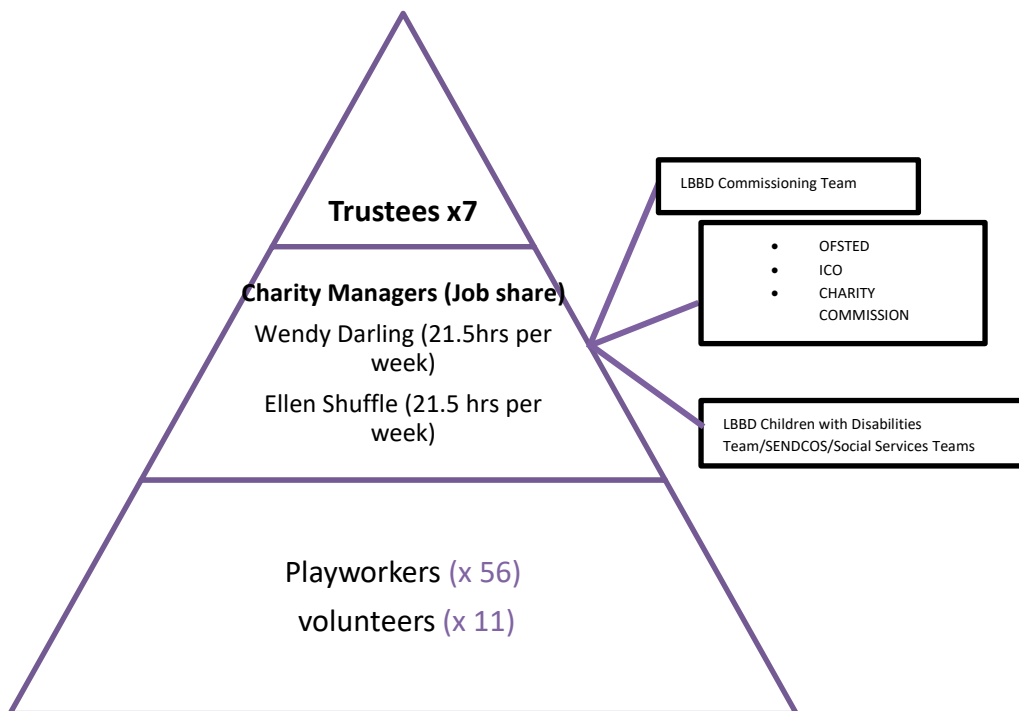 Trustees x7
Charity Managers (Job share)
Wendy Darling (21.5hrs per
week)
Ellen Shuffle (21.5 hrs per
week)
Playworkers (x 56)
volunteers (x 11)
LBBD Commissioning Team
• OFSTED
• ICO
• CHARITY
COMMISSION
LBBD Children with Disabilities
Team/SENDCOS/Social Services Teams